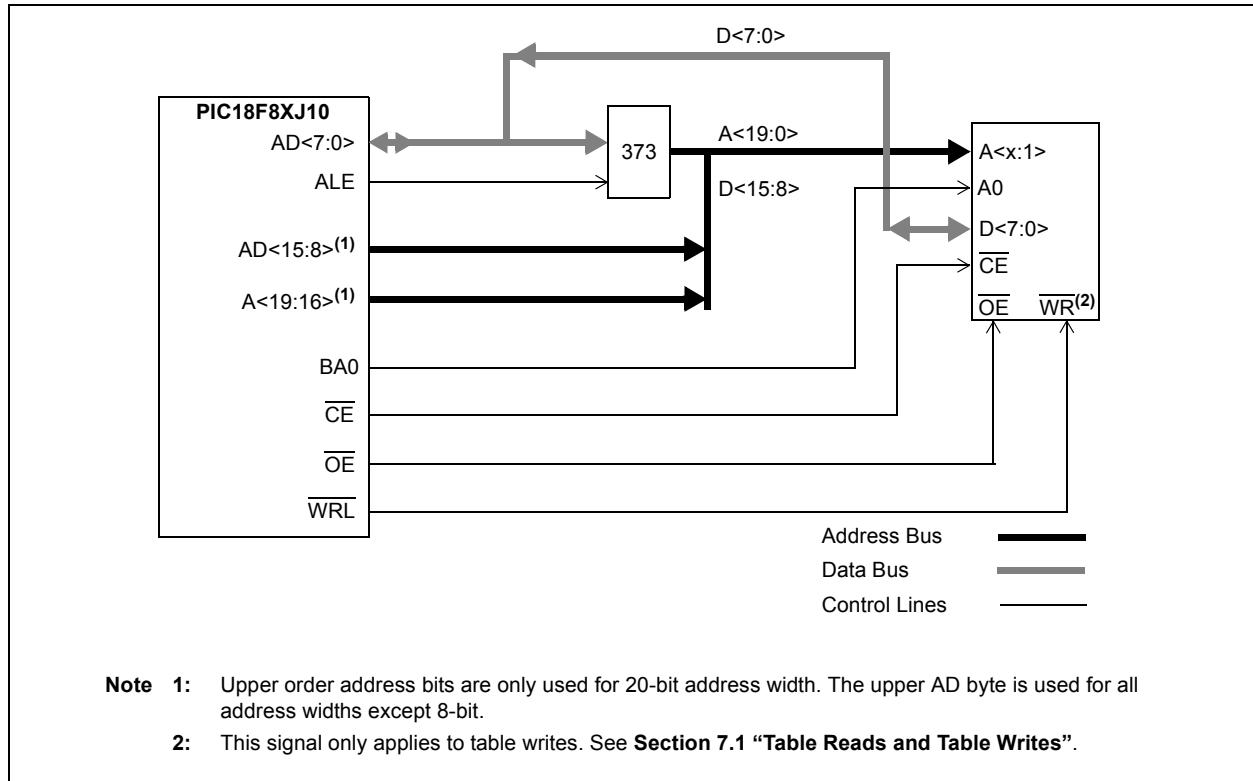 D<7:0>
PIC18F8XJ10
AD<7:0>
373
A<19:0>
A<x:1>
ALE
D<15:8>
A0
AD<15:8>(1)
D<7:0>
CE
A<19:16>(1)
OE
WR(2)
BA0
CE
OE
WRL
Address Bus
Data Bus
Control Lines
Note 1: Upper order address bits are only used for 20-bit address width. The upper AD byte is used for all
address widths except 8-bit.
2: This signal only applies to table writes. See Section 7.1 “Table Reads and Table Writes”.